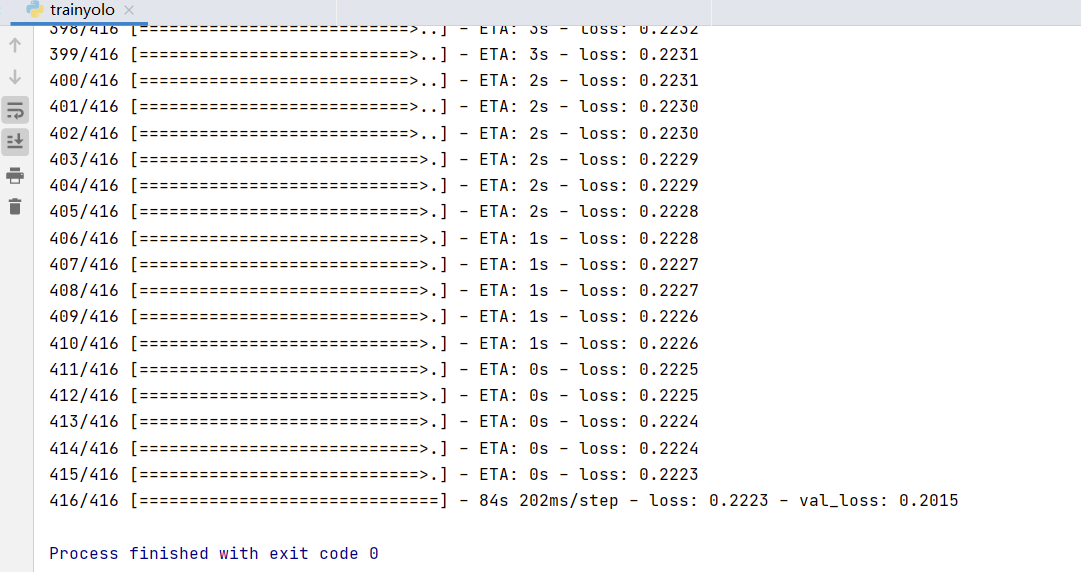 trainyolo
398/416 [===========================>..] - ETA: 3s - loss: 0.2232
399/416 [===========================>..] - ETA: 3s - loss: 0.2231
400/416 [===========================>..] - ETA: 2s - loss: 0.2231
401/416 [===========================>..] - ETA: 2s - loss: 0.2230
402/416 [===========================>..] - ETA: 2s - loss: 0.2230
403/416 [============================>.] - ETA: 2s - loss: 0.2229
404/416 [============================>.] - ETA: 2s - loss: 0.2229
405/416 [============================>.] - ETA: 2s - loss: 0.2228
406/416 [============================>.] - ETA: 1s - loss: 0.2228
407/416 [============================>.] - ETA: 1s - loss: 0.2227
408/416 [============================>.] - ETA: 1s - loss: 0.2227
409/416 [============================>.] - ETA: 1s - loss: 0.2226
410/416 [============================>.] - ETA: 1s - loss: 0.2226
411/416 [============================>.] - ETA: 0s - loss: 0.2225
412/416 [============================>.] - ETA: 0s - loss: 0.2225
413/416 [============================>.] - ETA: 0s - loss: 0.2224
414/416 [============================>.] - ETA: 0s - loss: 0.2224
415/416 [============================>.] - ETA: 0s - loss: 0.2223
416/416 [==============================] - 84s 202ms/step - loss: 0.2223 - val_loss: 0.2015
Process finished with exit code 0